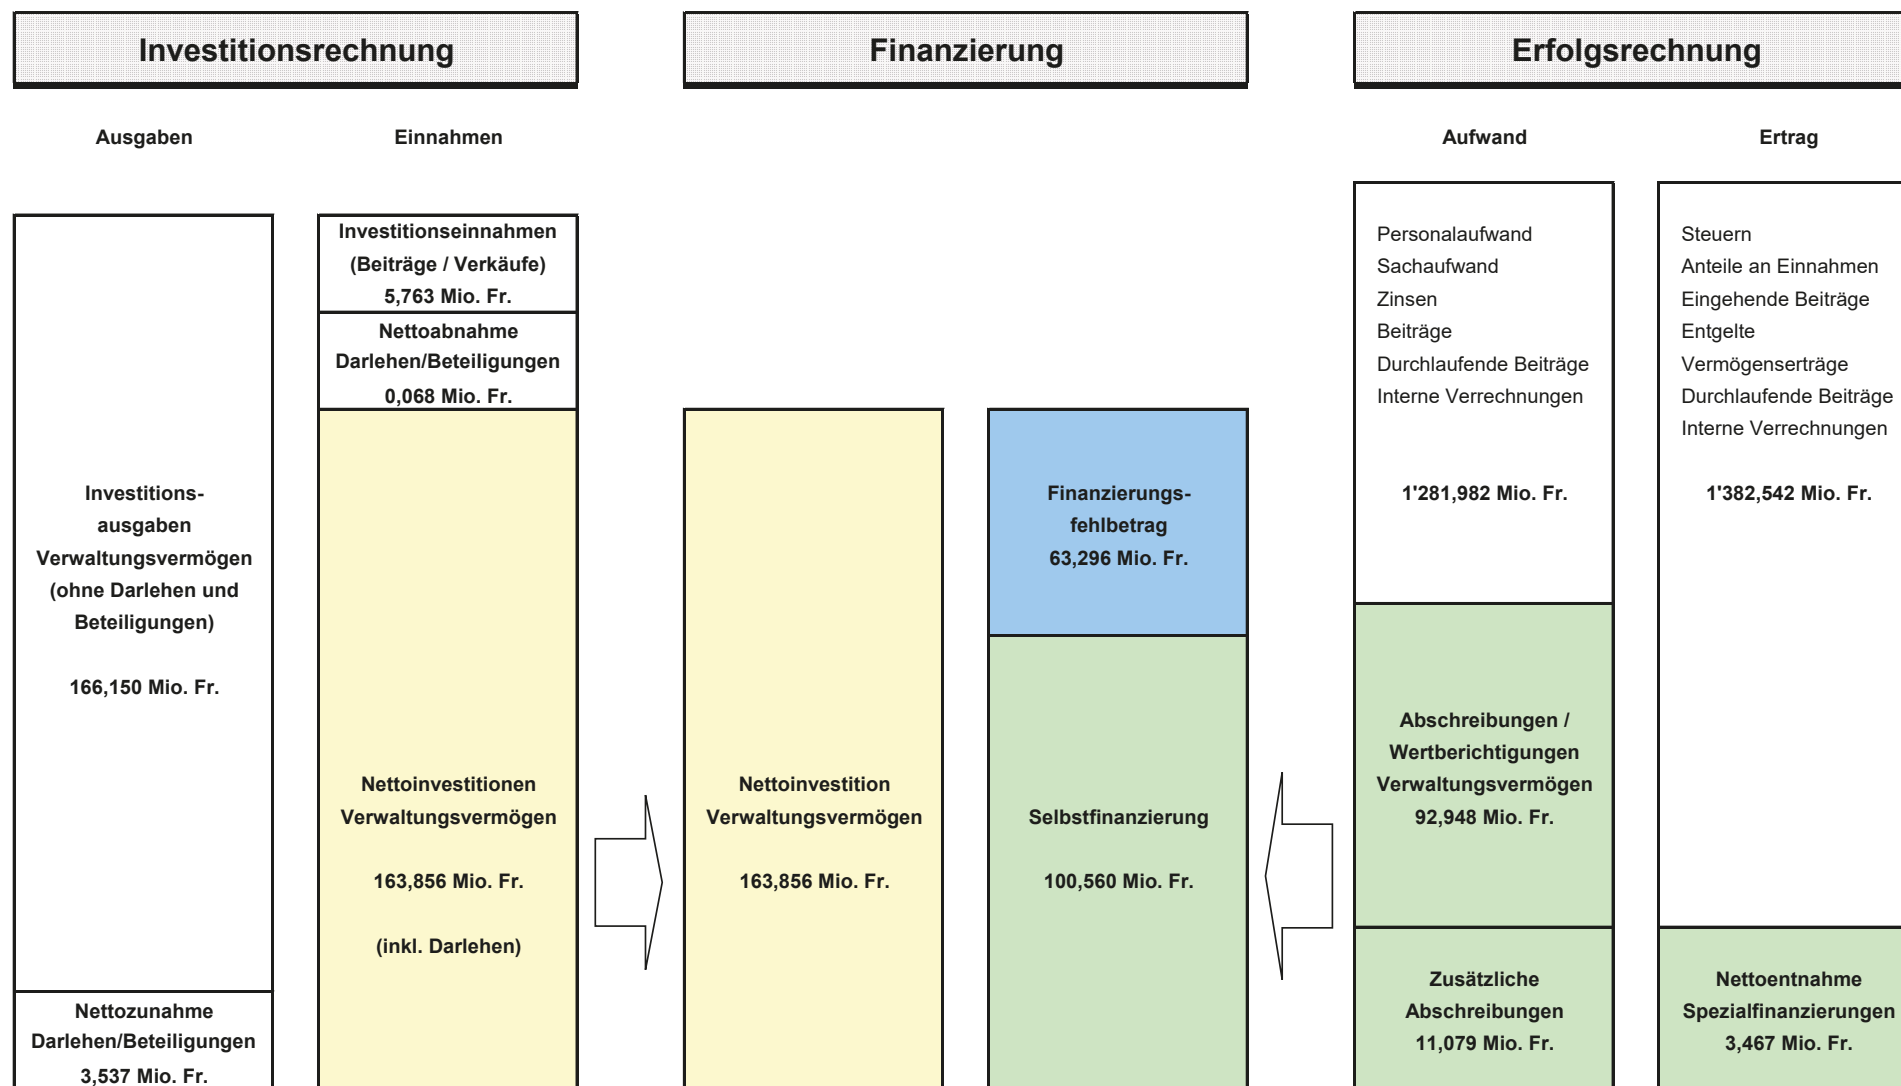 Investitionsrechnung
Ausgaben
Einnahmen
Investitions-
ausgaben
Verwaltungsvermögen
(ohne Darlehen und
Beteiligungen)
166,150 Mio. Fr.
Nettozunahme
Darlehen/Beteiligungen
3,537 Mio. Fr.
Investitionseinnahmen
(Beiträge / Verkäufe)
5,763 Mio. Fr.
Nettoabnahme
Darlehen/Beteiligungen
0,068 Mio. Fr.
Nettoinvestitionen
Verwaltungsvermögen
163,856 Mio. Fr.
(inkl. Darlehen)
Finanzierung
Nettoinvestition
Verwaltungsvermögen
163,856 Mio. Fr.
Finanzierungs-
fehlbetrag
63,296 Mio. Fr.
Selbstfinanzierung
100,560 Mio. Fr.
Erfolgsrechnung
Aufwand
Ertrag
Personalaufwand
Sachaufwand
Zinsen
Beiträge
Durchlaufende Beiträge
Interne Verrechnungen
1'281,982 Mio. Fr.
Abschreibungen /
Wertberichtigungen
Verwaltungsvermögen
92,948 Mio. Fr.
Zusätzliche
Abschreibungen
11,079 Mio. Fr.
Steuern
Anteile an Einnahmen
Eingehende Beiträge
Entgelte
Vermögenserträge
Durchlaufende Beiträge
Interne Verrechnungen
1'382,542 Mio. Fr.
Nettoentnahme
Spezialfinanzierungen
3,467 Mio. Fr.